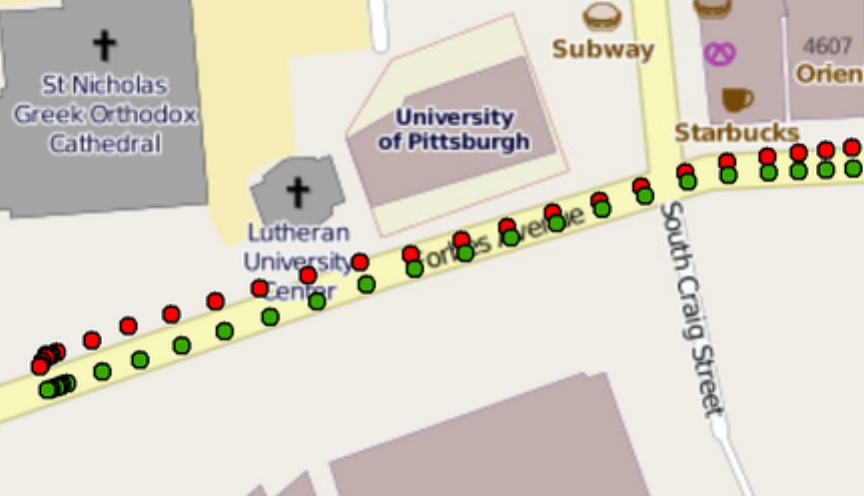 Subway
4607
Orien
Starbucks
St Nicholas
Greek Orthodox
Cathedral
University
of Pittsburgh
Lutheran
University
Center
Forbes Avenue
South Craig Street